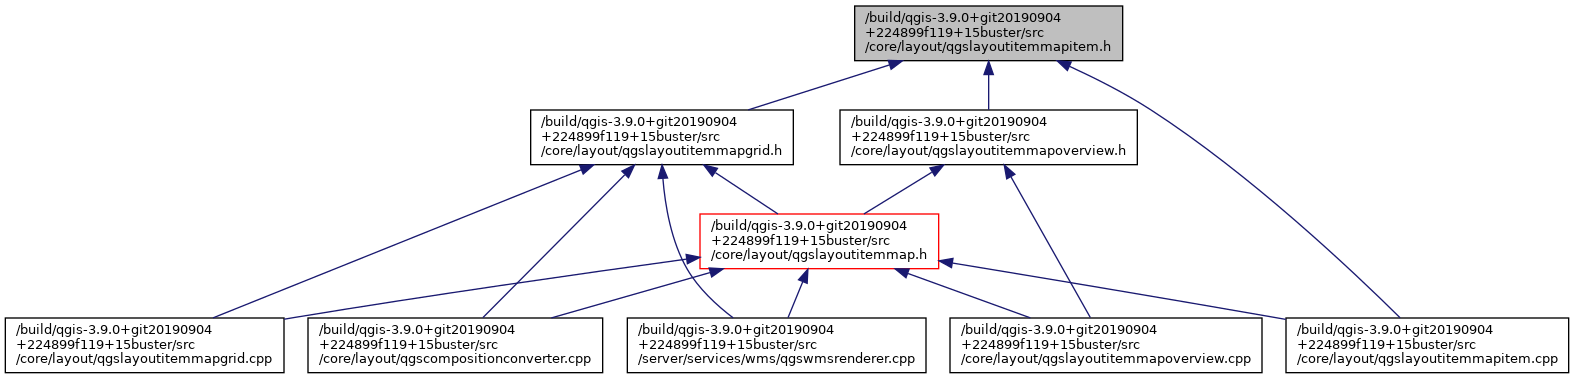 /build/qgis-3.9.0+git20190904
+224899f119+15buster/src
/core/layout/qgslayoutitemmapitem.h
/build/qgis-3.9.0+git20190904
+224899f119+15buster/src
/core/layout/qgslayoutitemmapgrid.h
/build/qgis-3.9.0+git20190904
+224899f119+15buster/src
/core/layout/qgslayoutitemmapoverview.h
/build/qgis-3.9.0+git20190904
+224899f119+15buster/src
/core/layout/qgslayoutitemmap.h
/build/qgis-3.9.0+git20190904
+224899f119+15buster/src
/core/layout/qgslayoutitemmapgrid.cpp
/build/qgis-3.9.0+git20190904
+224899f119+15buster/src
/core/layout/qgscompositionconverter.cpp
/build/qgis-3.9.0+git20190904
+224899f119+15buster/src
/server/services/wms/qgswmsrenderer.cpp
/build/qgis-3.9.0+git20190904
+224899f119+15buster/src
/core/layout/qgslayoutitemmapoverview.cpp
/build/qgis-3.9.0+git20190904
+224899f119+15buster/src
/core/layout/qgslayoutitemmapitem.cpp